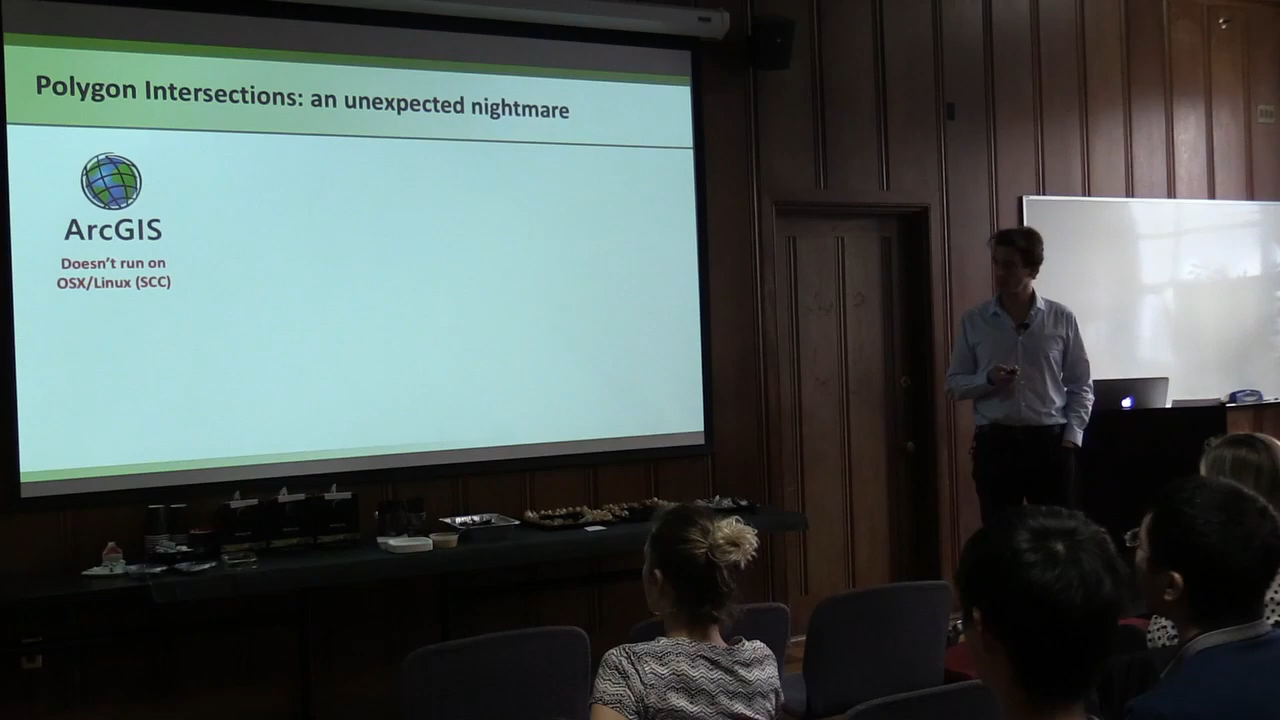 Polygon Intersections: an unexpected nightmare
ArcGIS
Doesn't run on
OSX/Linux (SCC)